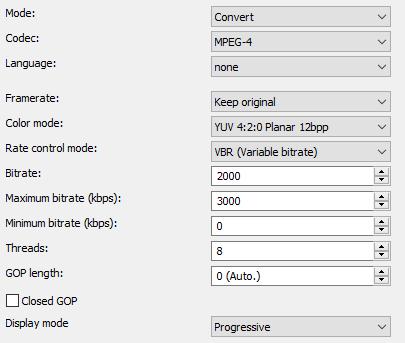 Mode: Convert
Codec: MPEG-4
Language: none
Framerate: Keep original
Color mode: YUV 4:2:0 Planar 12bpp
Rate control mode: VBR (Variable bitrate)
Bitrate: 2000
Maximum bitrate (kbps): 3000
Minimum bitrate (kbps): 0
Threads: 8
GOP length: 0 (Auto.)
Closed GOP
Display mode Progressive